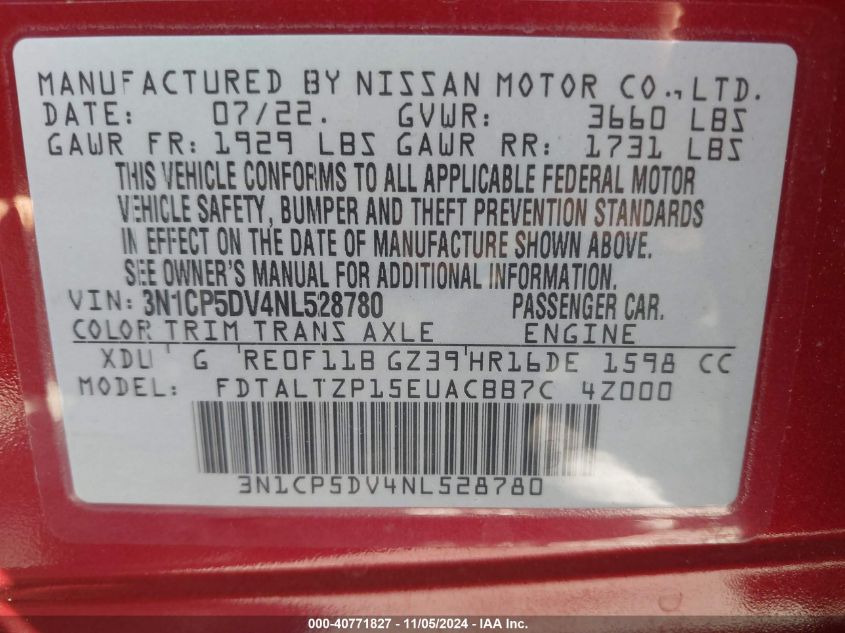 MANUFACTURED BY NISSAN MOTOR CO., LTD.
DATE: 07/22. GVWR: 3660 LBS
GAWR FR: 1929 LBS GAWR RR: 1731 LBS
THIS VEHICLE CONFORMS TO ALL APPLICABLE FEDERAL MOTOR
VEHICLE SAFETY, BUMPER AND THEFT PREVENTION STANDARDS
IN EFFECT ON THE DATE OF MANUFACTURE SHOWN ABOVE.
SEE OWNER'S MANUAL FOR ADDITIONAL INFORMATION.
VIN: 3N1CP5DV4NL528780 PASSENGER CAR.
COLOR TRIM TRANS AXLE ENGINE
XDU G RE0F11B GZ39 HR16DE 1598 CC
MODEL: FDTALTZP15EUACBB7C 4Z000
3N1CP5DV4NL528780
000-40771827 - 11/05/2024 - IAA Inc.